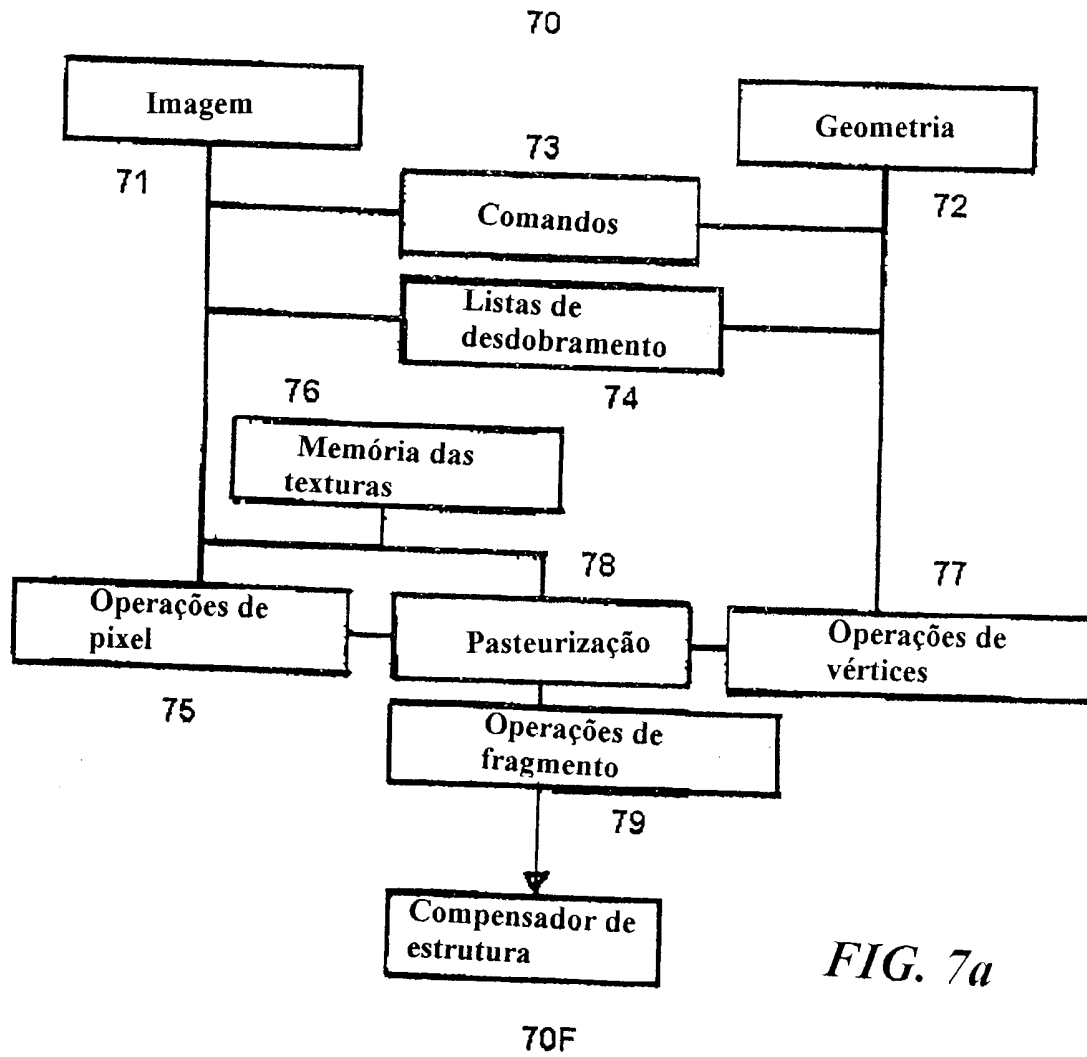 70
Imagem
Geometria
71
73
72
Comandos
Listas de
desdobramento
74
76
Memória das
texturas
78
77
Operações de
pixel
Pasteurização
Operações de
vértices
75
Operações de
fragmento
79
Compensador de
estrutura
FIG. 7a
70F